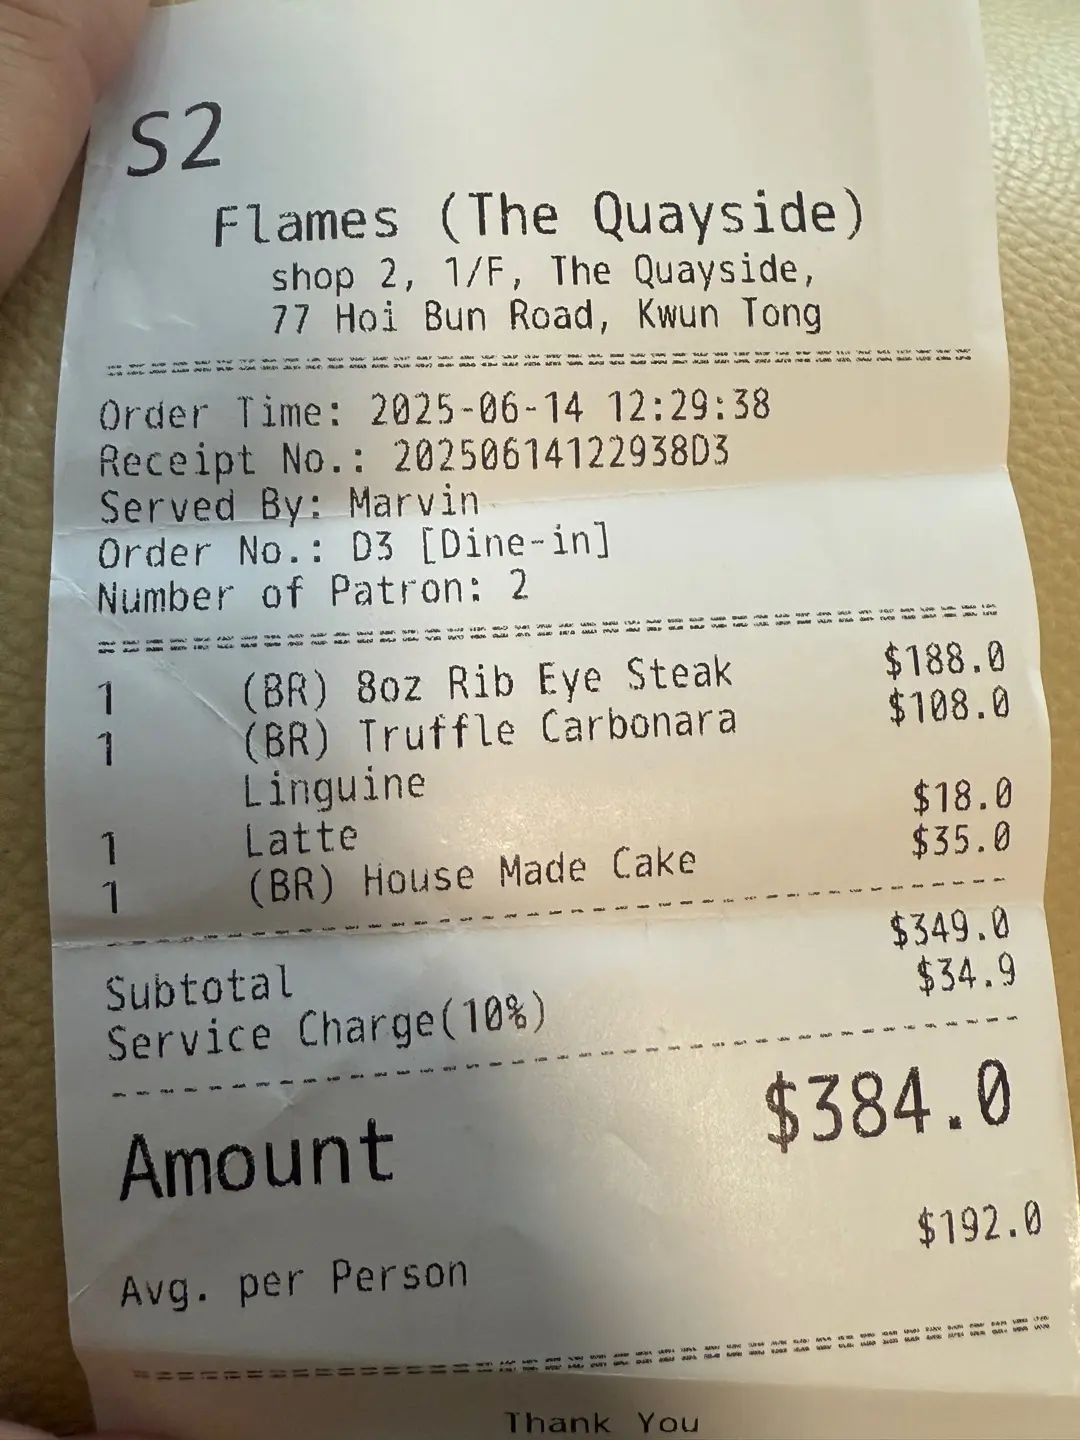 S2
Flames (The Quayside)
shop 2, 1/F, The Quayside,
77 Hoi Bun Road, Kwun Tong
Order Time: 2025-06-14 12:29:38
Receipt No.: 20250614122938D3
Served By: Marvin
Order No.: D3 [Dine-in]
Number of Patron: 2
1 (BR) 8oz Rib Eye Steak $188.0
1 (BR) Truffle Carbonara $108.0
Linguine
1 Latte $18.0
1 (BR) House Made Cake $35.0
Subtotal $349.0
Service Charge(10%) $34.9
Amount $384.0
Avg. per Person $192.0
Thank You